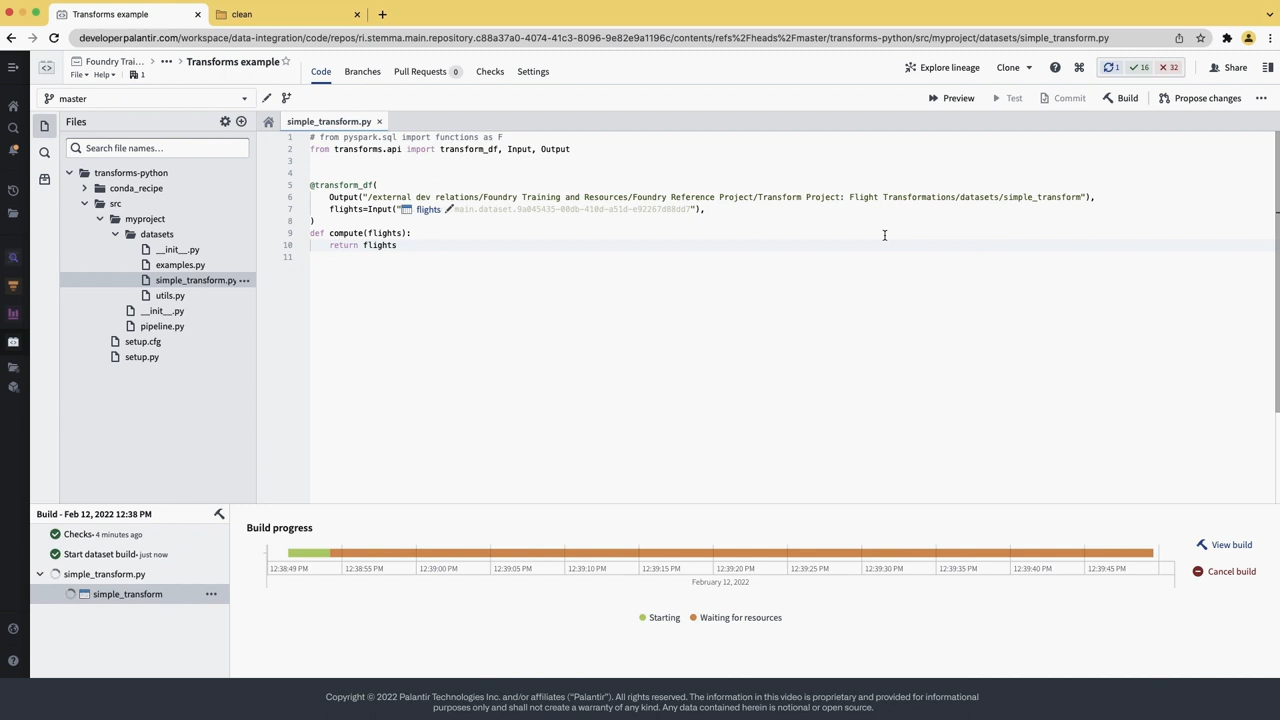 Transforms example
clean
developerpalantir.com/workspace/data-integration/code/repos/ri.stemma.main.repository.c88a37a0-4074-41c3-8096-9e82e9a1196c/contents/refs%2Fheads%2Fmaster/transforms-python/src/myproject/datasets/simple_transform.py
Foundry Trai... > ••• > Transforms example
File Help 1
Code Branches Pull Requests 0 Checks Settings
Explore lineage Clone 1 16 32 Share
master
Preview Test Commit Build Propose changes
Files
simple_transform.py
Search file names...
transforms-python
conda_recipe
src
myproject
datasets
__init__.py
examples.py
simple_transform.py
utils.py
__init__.py
pipeline.py
setup.cfg
setup.py
1 # from pyspark.sql import functions as F
2 from transforms.api import transform_df, Input, Output
3
4
5 @transform_df(
6 Output("/external dev relations/Foundry Training and Resources/Foundry Reference Project/Transform Project: Flight Transformations/datasets/simple_transform"),
7 flights=Input("flights main.dataset.9a045435-00db-410d-a51d-e92267d88dd7"),
8 )
9 def compute(flights):
10 return flights
11
Build - Feb 12, 2022 12:38 PM
Checks• 4 minutes ago
Start dataset build• just now
simple_transform.py
simple_transform
Build progress
12:38:49 PM 12:38:55 PM 12:39:00 PM 12:39:05 PM 12:39:10 PM 12:39:15 PM 12:39:20 PM 12:39:25 PM 12:39:30 PM 12:39:35 PM 12:39:40 PM 12:39:45 PM
February 12, 2022
Starting Waiting for resources
View build
Cancel build
Copyright © 2022 Palantir Technologies Inc. and/or affiliates ("Palantir"). All rights reserved. The information in this video is proprietary and provided for informational
purposes only and shall not create a warranty of any kind. Any data contained herein is notional or open source.